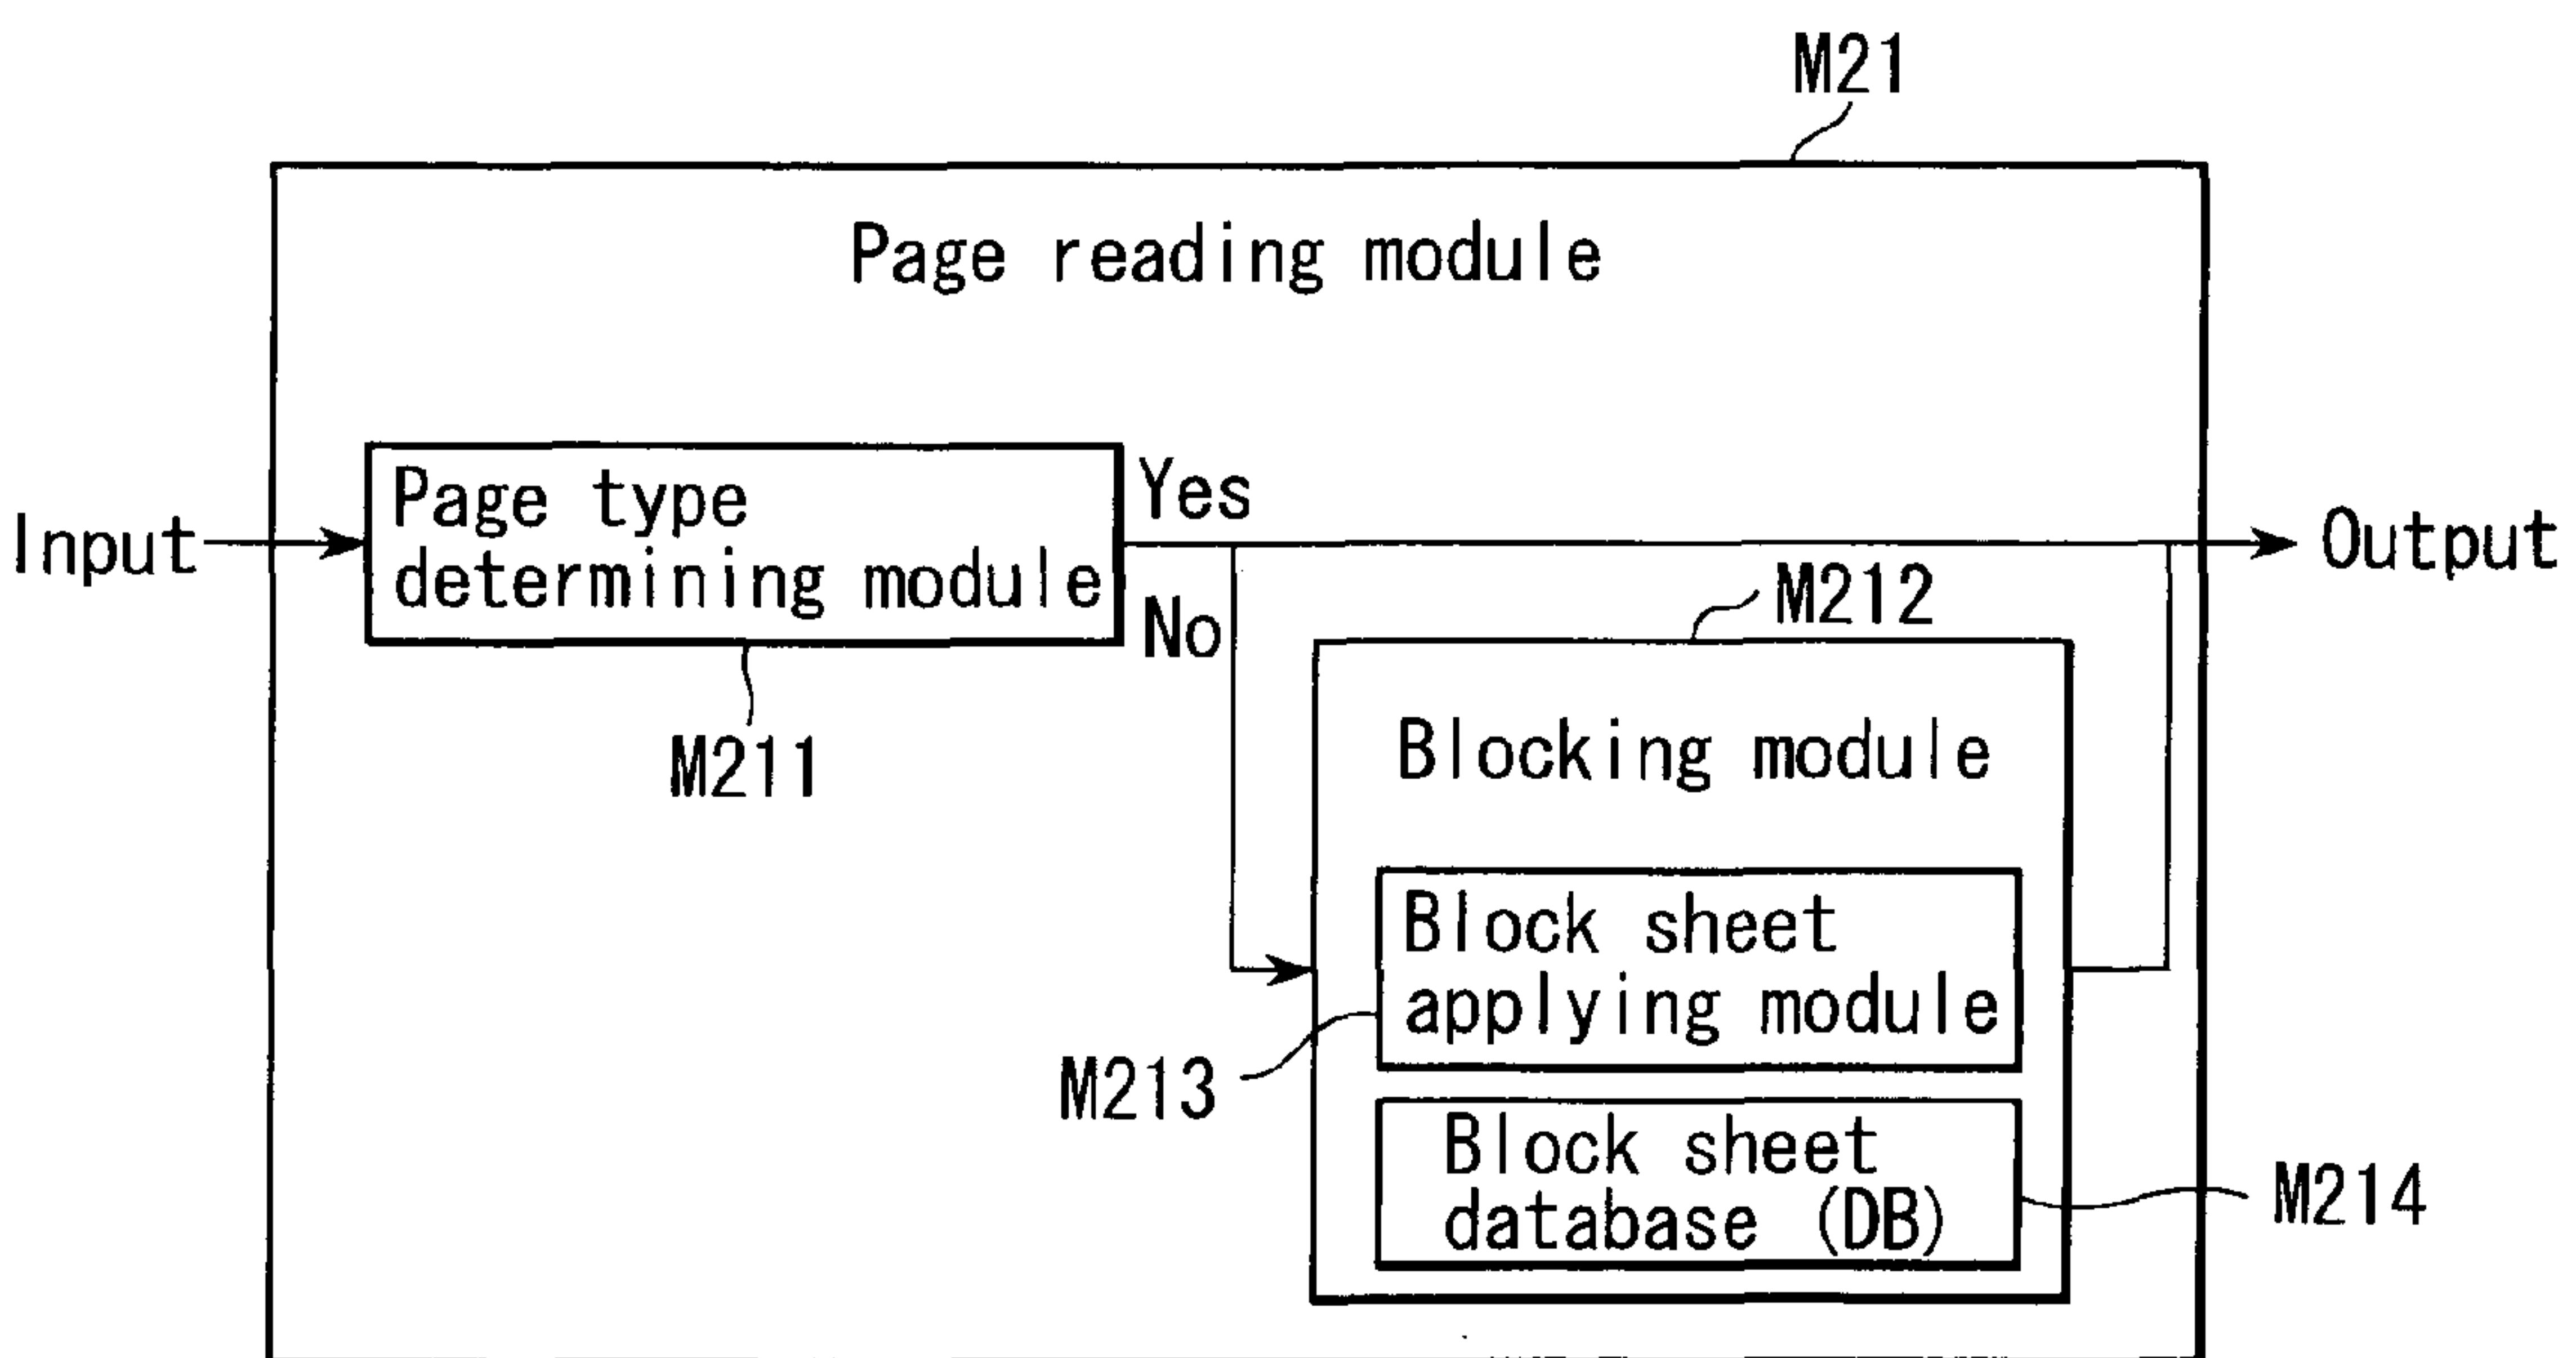 M21
Page reading module
Page type
determining module
Yes
Input
Output
No
M212
M211
Blocking module
Block sheet
applying module
M213
Block sheet
database (DB)
M214